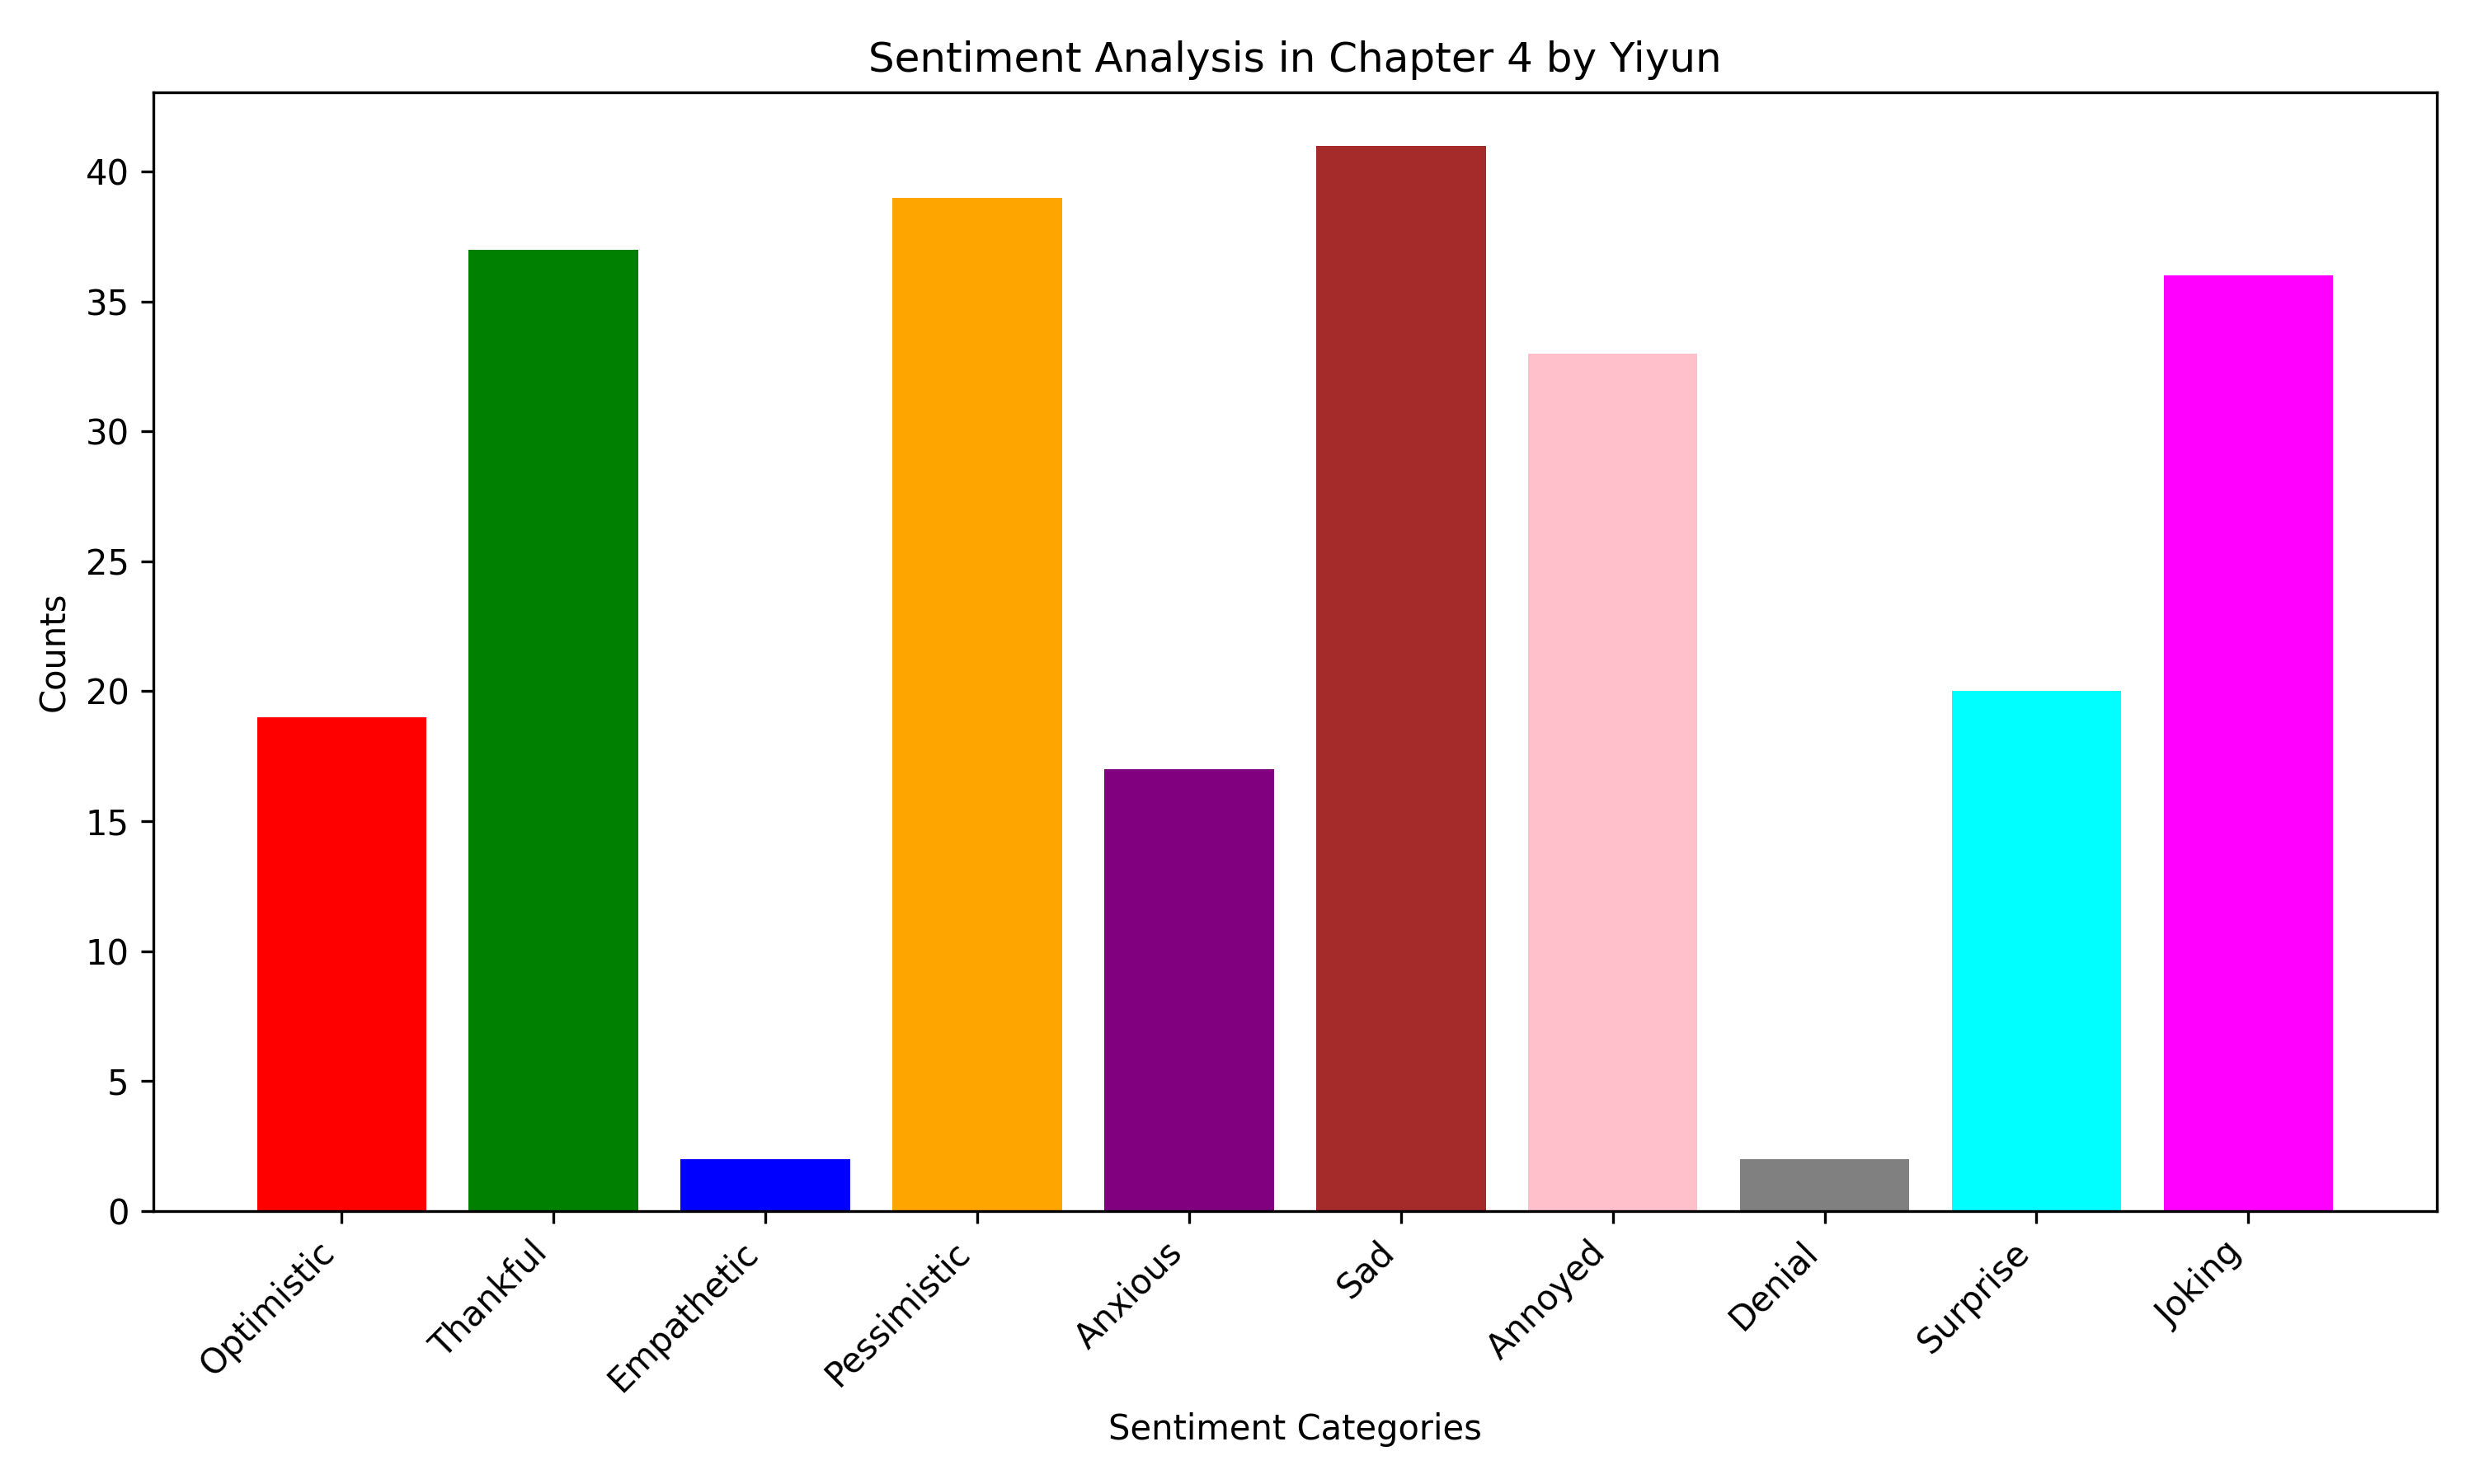 Sentiment Analysis in Chapter 4 by Yiyun
40
35
30
25
20
15
10
5
0
Counts
Optimistic
Thankful
Empathetic
Pessimistic
Anxious
Sad
Annoyed
Denial
Surprise
Joking
Sentiment Categories